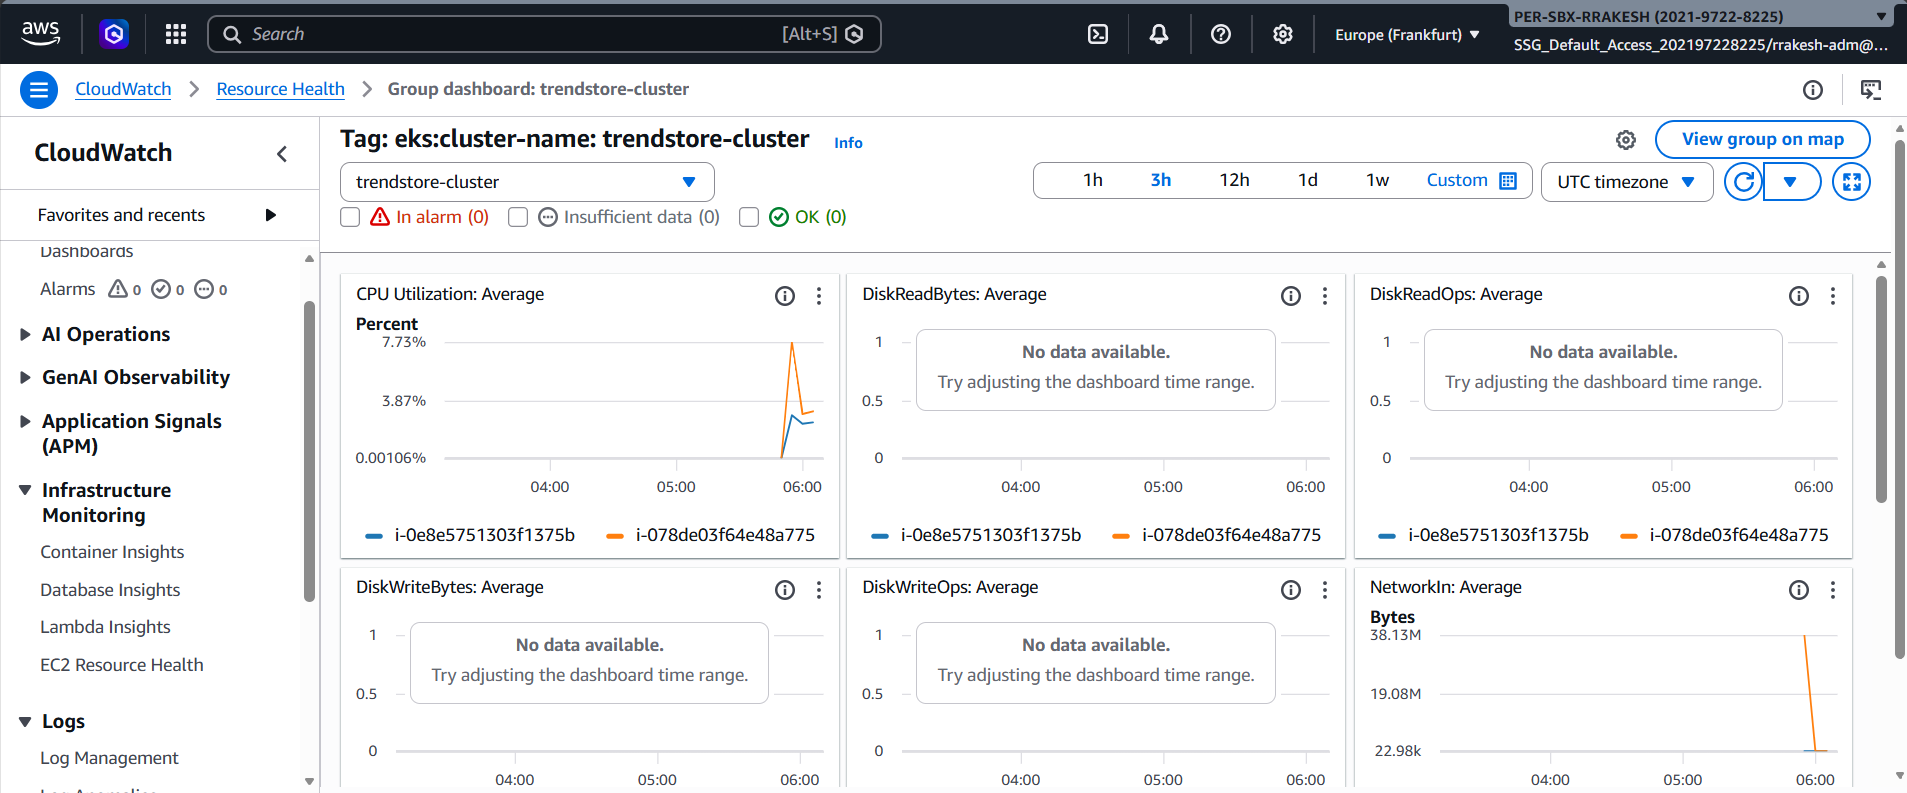 aws
Search
[Alt+S]
Europe (Frankfurt)
PER-SBX-RRAKESH (2021-9722-8225)
SSG_Default_Access_202197228225/rrakesh-adm@...
CloudWatch
Resource Health
Group dashboard: trendstore-cluster
CloudWatch
Favorites and recents
Dashboards
Alarms 0 0 0
AI Operations
GenAI Observability
Application Signals
(APM)
Infrastructure
Monitoring
Container Insights
Database Insights
Lambda Insights
EC2 Resource Health
Logs
Log Management
Log Anomalies
Tag: eks:cluster-name: trendstore-cluster
Info
View group on map
trendstore-cluster
1h 3h 12h 1d 1w Custom
UTC timezone
In alarm (0) Insufficient data (0) OK (0)
CPU Utilization: Average
Percent
7.73%
3.87%
0.00106%
04:00 05:00 06:00
i-0e8e5751303f1375b i-078de03f64e48a775
DiskReadBytes: Average
1
0.5
0
No data available.
Try adjusting the dashboard time range.
04:00 05:00 06:00
i-0e8e5751303f1375b i-078de03f64e48a775
DiskReadOps: Average
1
0.5
0
No data available.
Try adjusting the dashboard time range.
04:00 05:00 06:00
i-0e8e5751303f1375b i-078de03f64e48a775
DiskWriteBytes: Average
1
0.5
0
No data available.
Try adjusting the dashboard time range.
04:00 05:00 06:00
DiskWriteOps: Average
1
0.5
0
No data available.
Try adjusting the dashboard time range.
04:00 05:00 06:00
NetworkIn: Average
Bytes
38.13M
19.08M
22.98k
04:00 05:00 06:00